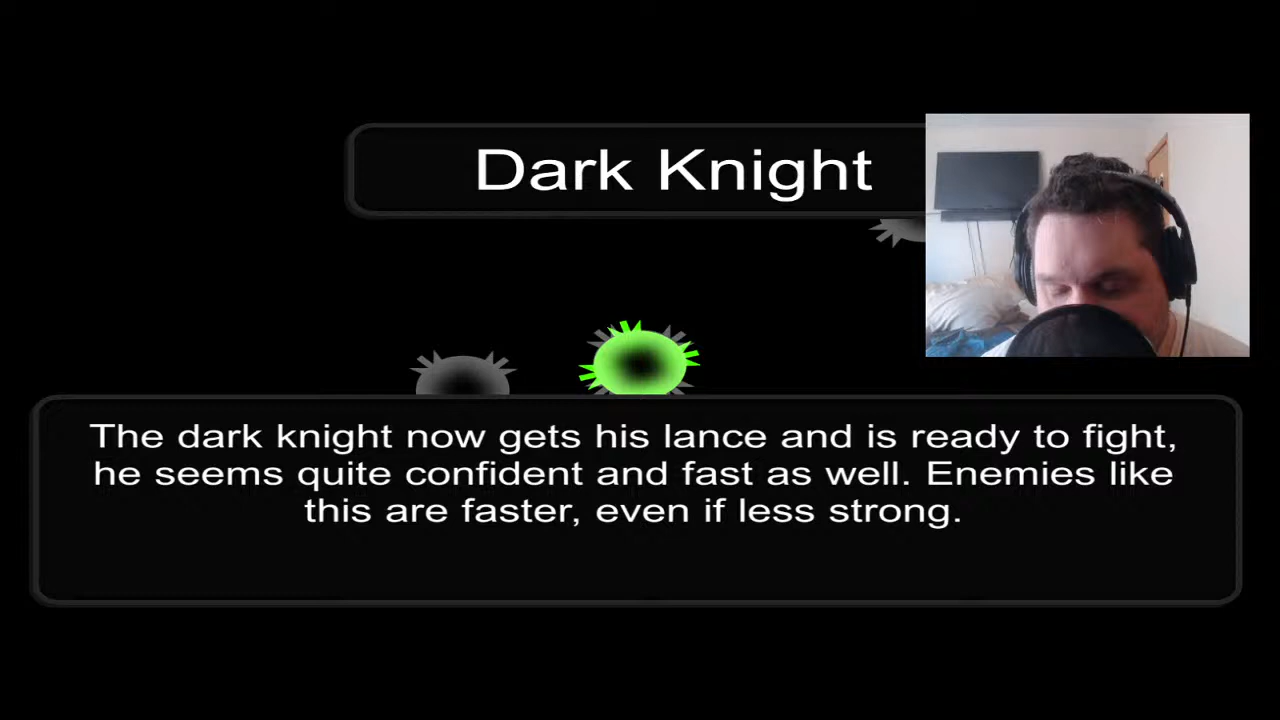 Dark Knight
The dark knight now gets his lance and is ready to fight,
he seems quite confident and fast as well. Enemies like
this are faster, even if less strong.